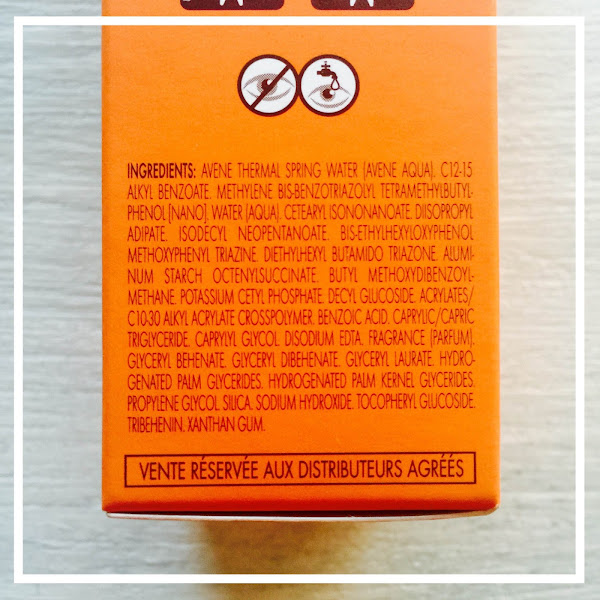 INGREDIENTS: AVENE THERMAL SPRING WATER (AVENE AQUA). C12-15
ALKYL BENZOATE. METHYLENE BIS-BENZOTRIAZOLYL TETRAMETHYLBUTYL-
PHENOL [NANO]. WATER (AQUA). CETEARYL ISONONANOATE. DIISOPROPYL
ADIPATE. ISODECYL NEOPENTANOATE. BIS-ETHYLHEXYLOXYPHENOL
METHOXYPHENYL TRIAZINE. DIETHYLHEXYL BUTAMIDO TRIAZONE. ALUMI-
NUM STARCH OCTENYLSUCCINATE. BUTYL METHOXYDIBENZOYL-
METHANE. POTASSIUM CETYL PHOSPHATE. DECYL GLUCOSIDE. ACRYLATES/
C10-30 ALKYL ACRYLATE CROSSPOLYMER. BENZOIC ACID. CAPRYLIC/CAPRIC
TRIGLYCERIDE. CAPRYLYL GLYCOL. DISODIUM EDTA. FRAGRANCE (PARFUM).
GLYCERYL BEHENATE. GLYCERYL DIBEHENATE. GLYCERYL LAURATE. HYDRO-
GENATED PALM GLYCERIDES. HYDROGENATED PALM KERNEL GLYCERIDES.
PROPYLENE GLYCOL. SILICA. SODIUM HYDROXIDE. TOCOPHERYL GLUCOSIDE.
TRIBEHENIN. XANTHAN GUM.
VENTE RÉSERVÉE AUX DISTRIBUTEURS AGRÉÉS